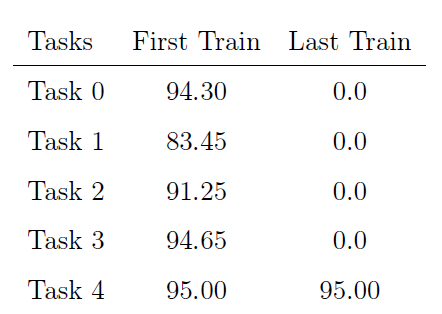 Tasks First Train Last Train
Task 0 94.30 0.0
Task 1 83.45 0.0
Task 2 91.25 0.0
Task 3 94.65 0.0
Task 4 95.00 95.00